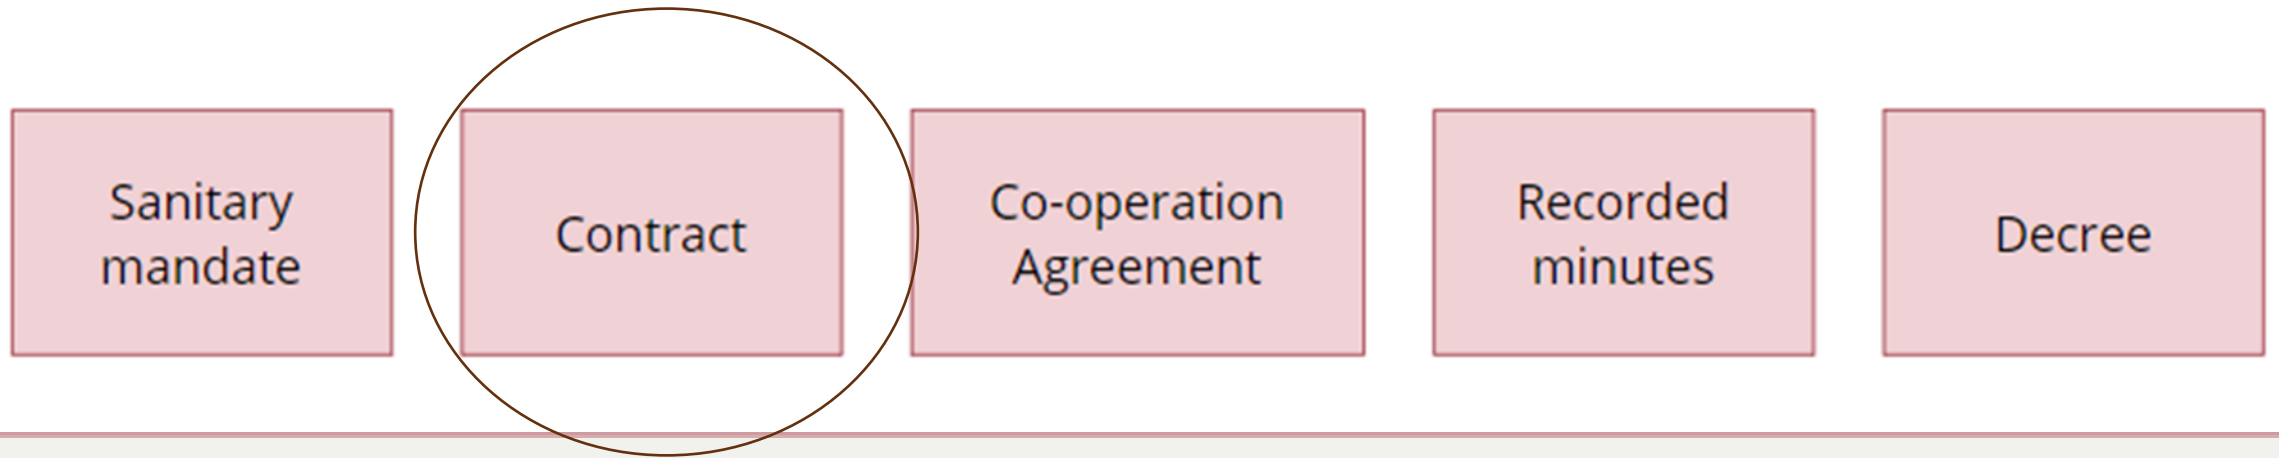 Sanitary
mandate
Contract
Co-operation
Agreement
Recorded
minutes
Decree